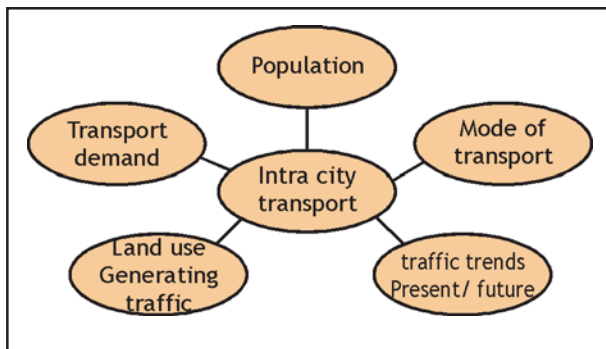 Population
Transport
demand
Mode of
transport
Intra city
transport
Land use
Generating
traffic
traffic trends
Present/ future